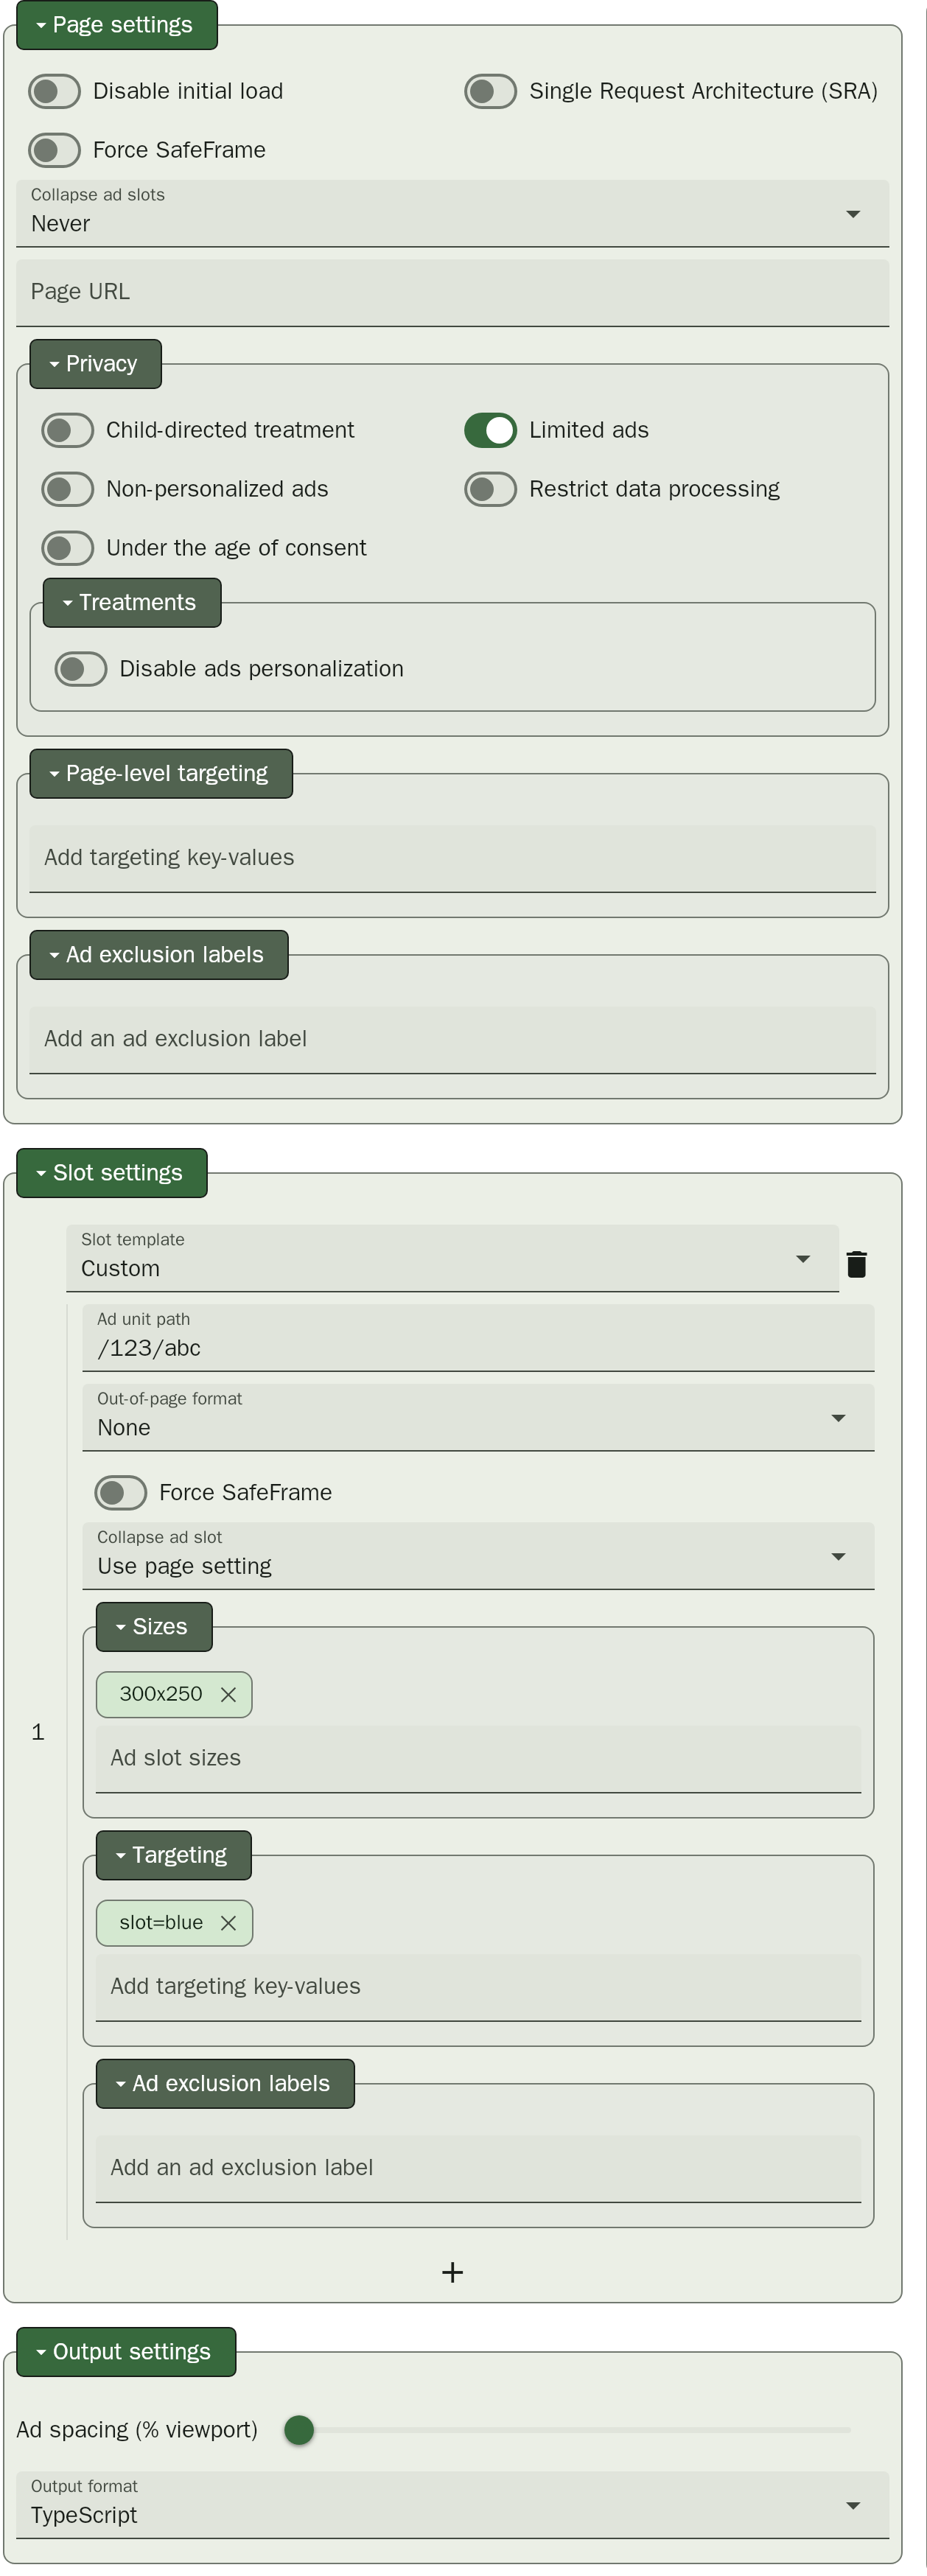 Page settings
Disable initial load
Single Request Architecture (SRA)
Force SafeFrame
Collapse ad slots
Never
Page URL
Privacy
Child-directed treatment
Limited ads
Non-personalized ads
Restrict data processing
Under the age of consent
Treatments
Disable ads personalization
Page-level targeting
Add targeting key-values
Ad exclusion labels
Add an ad exclusion label
Slot settings
Slot template
Custom
Ad unit path
/123/abc
Out-of-page format
None
Force SafeFrame
Collapse ad slot
Use page setting
Sizes
300x250
1
Ad slot sizes
Targeting
slot=blue
Add targeting key-values
Ad exclusion labels
Add an ad exclusion label
Output settings
Ad spacing (% viewport)
Output format
TypeScript